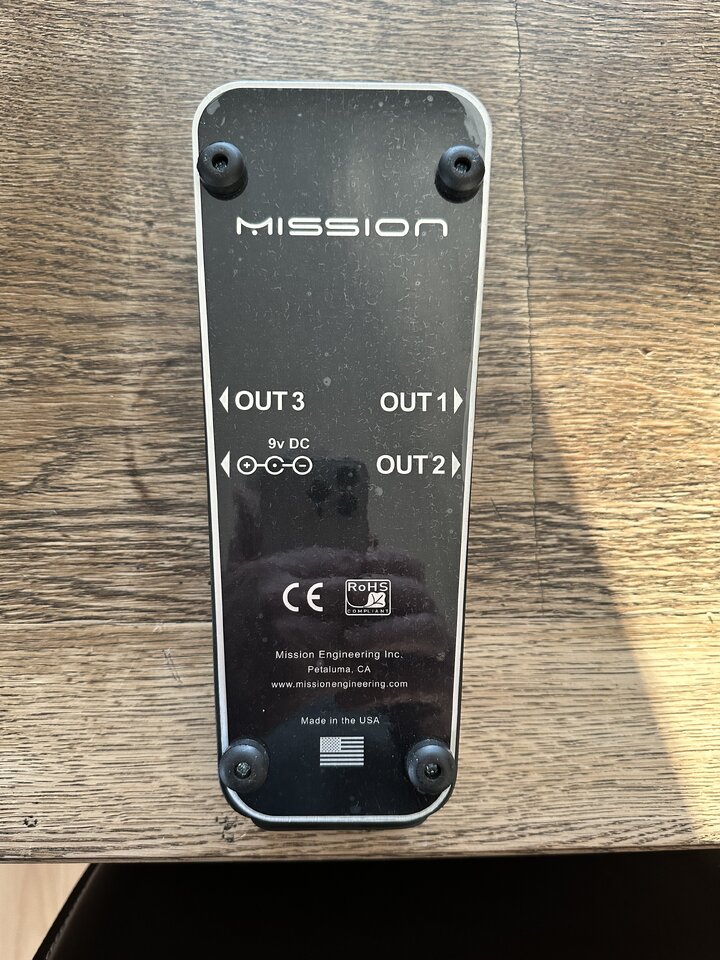 MISSION
OUT 3 OUT 1
9v DC
OUT 2
CE
RoHS
COMPLIANT
Mission Engineering Inc.
Petaluma, CA
www.missionengineering.com
Made in the USA